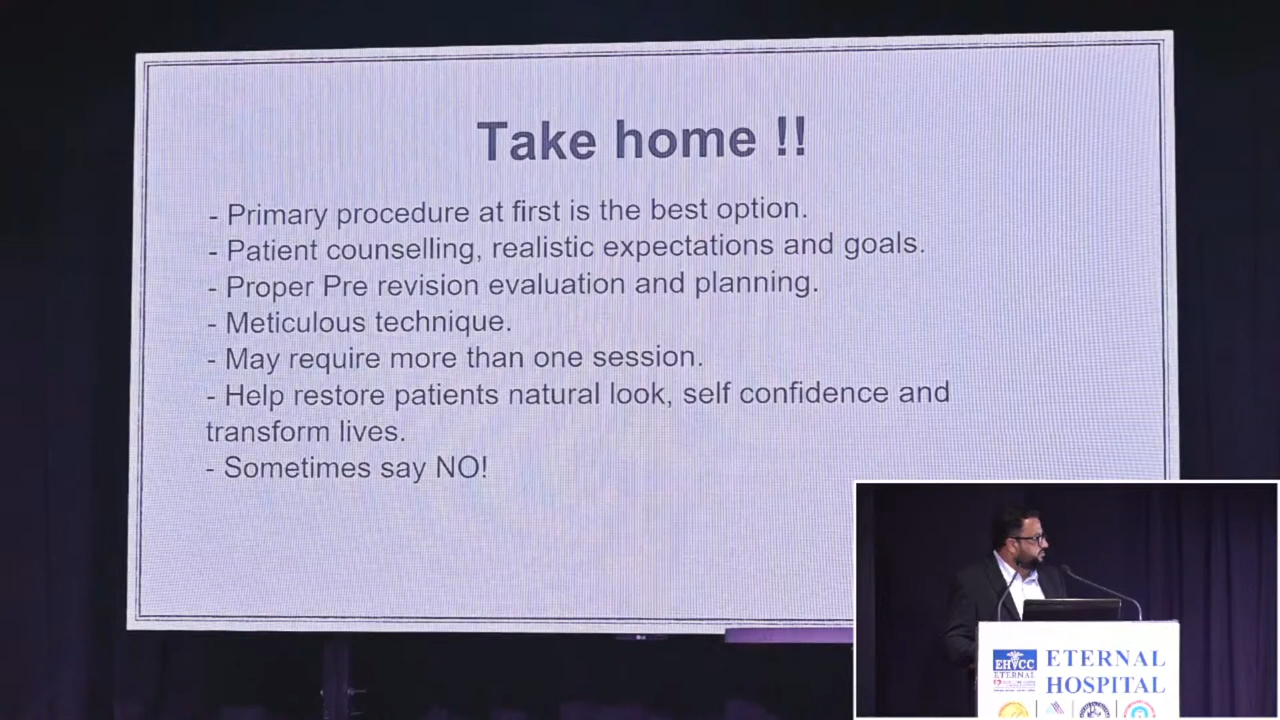 Take home !!
- Primary procedure at first is the best option.
- Patient counselling, realistic expectations and goals.
- Proper Pre revision evaluation and planning.
- Meticulous technique.
- May require more than one session.
- Help restore patients natural look, self confidence and
transform lives.
- Sometimes say NO!
EHVCC
ETERNAL
ETERNAL
HOSPITAL